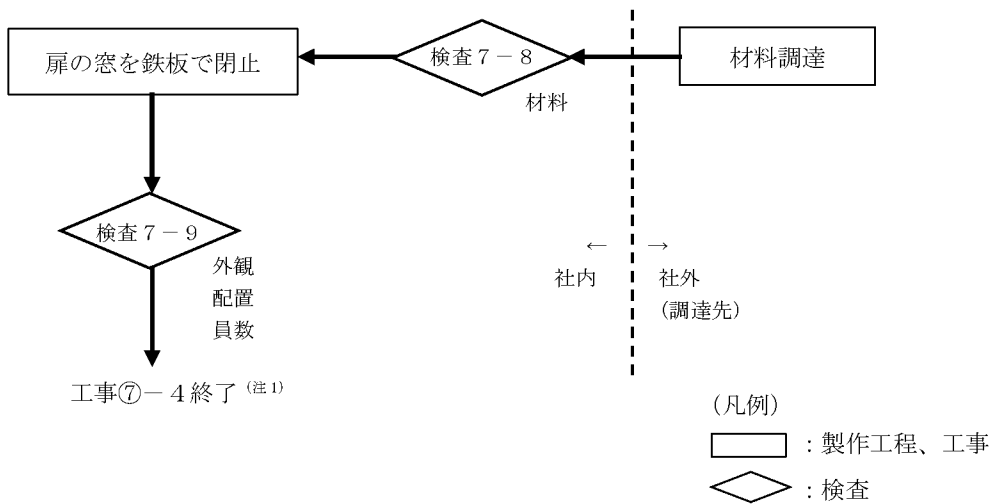 扉の窓を鉄板で閉止
検査７－８
材料調達
材料
検査７－９
外観
配置
員数
← →
社内 社外
(調達先)
工事⑦－４終了 (注1)
(凡例)
：製作工程、工事
：検査